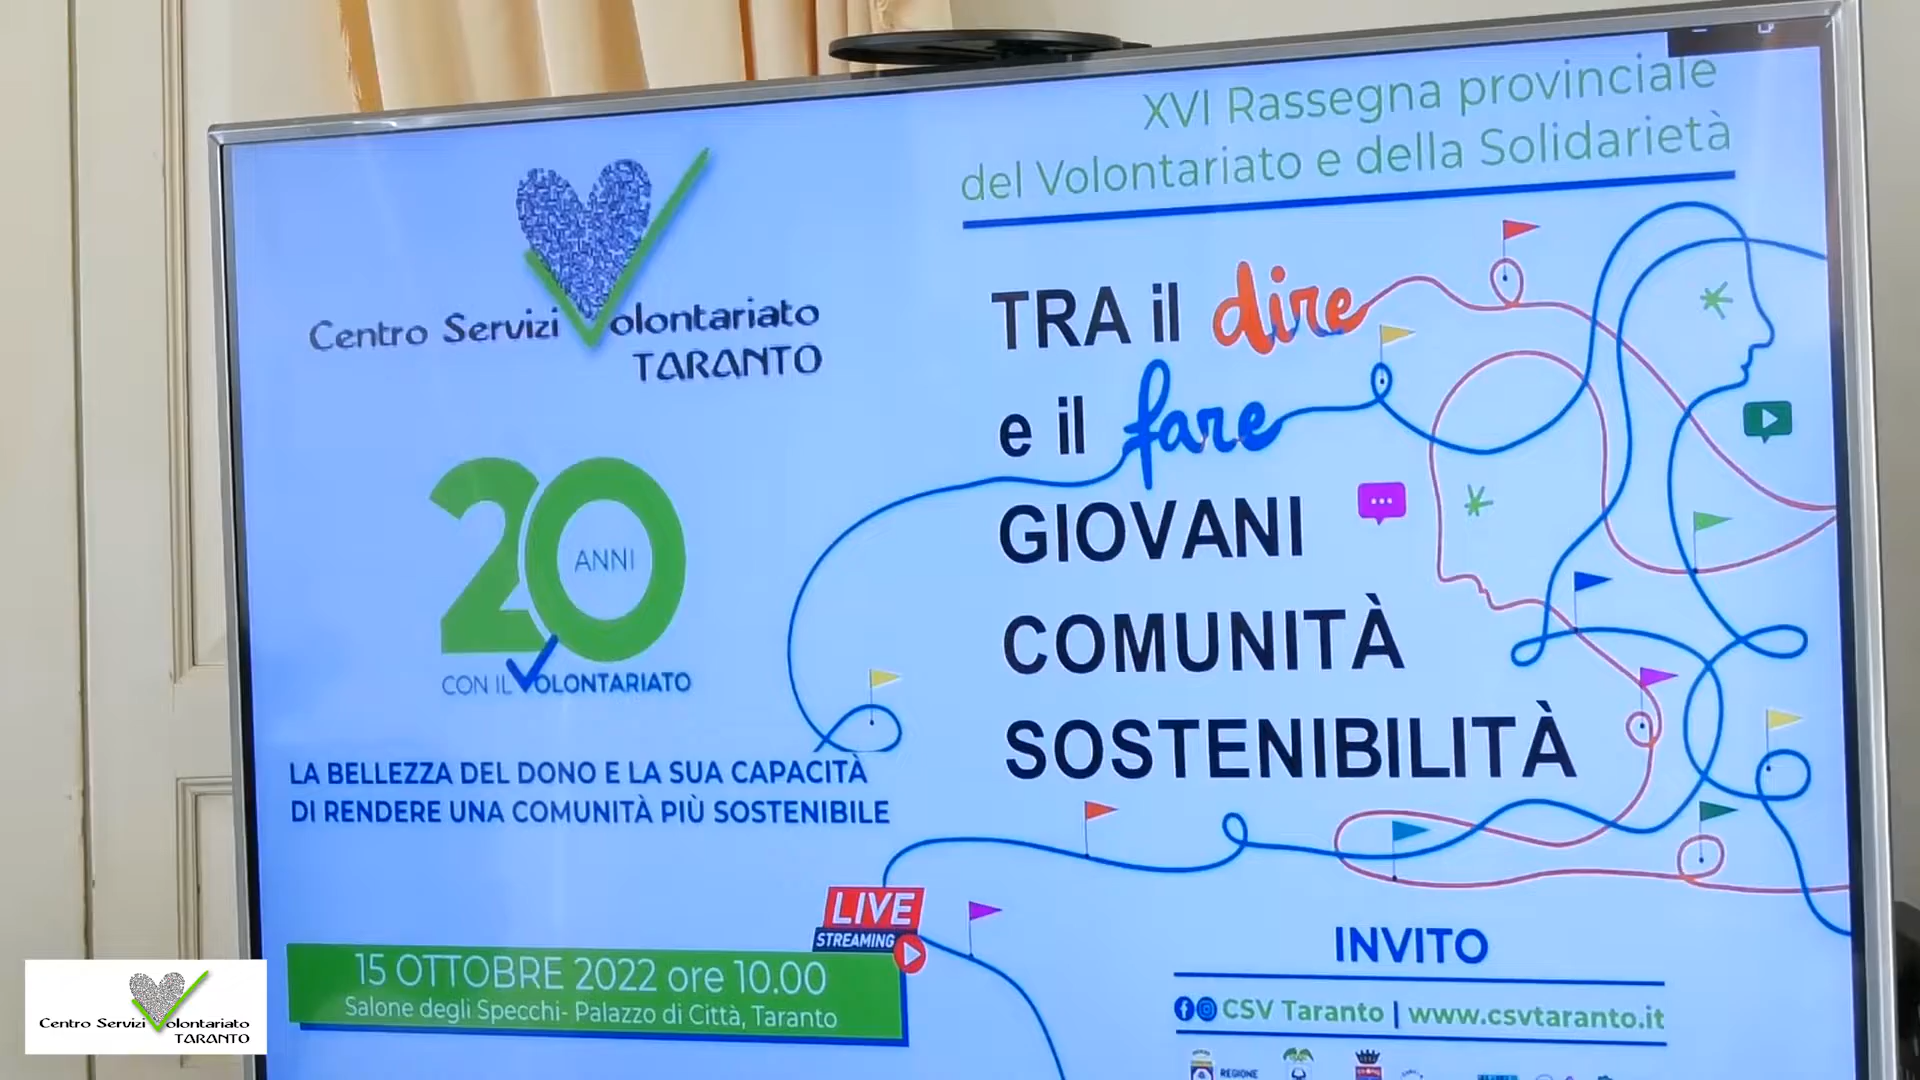 XVI Rassegna provinciale
del Volontariato e della Solidarietà
Centro Servizi Volontariato
TARANTO
20
ANNI
CON IL VOLONTARIATO
LA BELLEZZA DEL DONO E LA SUA CAPACITÀ
DI RENDERE UNA COMUNITÀ PIÙ SOSTENIBILE
TRA il dire
e il fare
GIOVANI
COMUNITÀ
SOSTENIBILITÀ
LIVE
STREAMING
15 OTTOBRE 2022 ore 10.00
Salone degli Specchi- Palazzo di Città, Taranto
INVITO
CSV Taranto | www.csvtaranto.it
REGIONE
Centro Servizi Volontariato
TARANTO